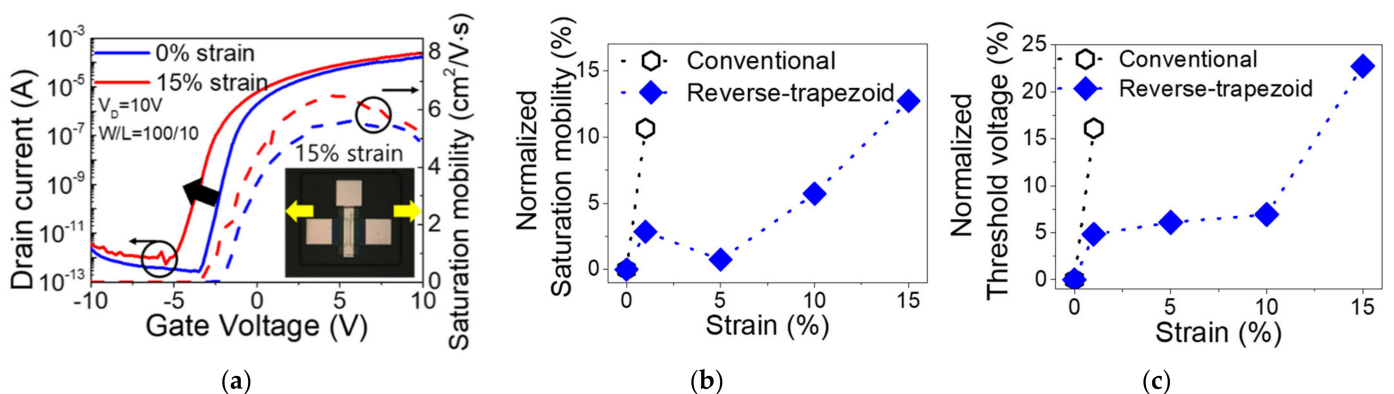 Drain current (A)
10-3
10-5
10-7
10-9
10-11
10-13
0% strain
15% strain
VD=10V
W/L=100/10
15% strain
-10
-5
0
5
10
Gate Voltage (V)
8
6
4
2
0
Saturation mobility (cm2/V·s)
(a)
Normalized
Saturation mobility (%)
15
10
5
0
Conventional
Reverse-trapezoid
0
5
10
15
Strain (%)
(b)
Normalized
Threshold voltage (%)
25
20
15
10
5
0
Conventional
Reverse-trapezoid
0
5
10
15
Strain (%)
(c)